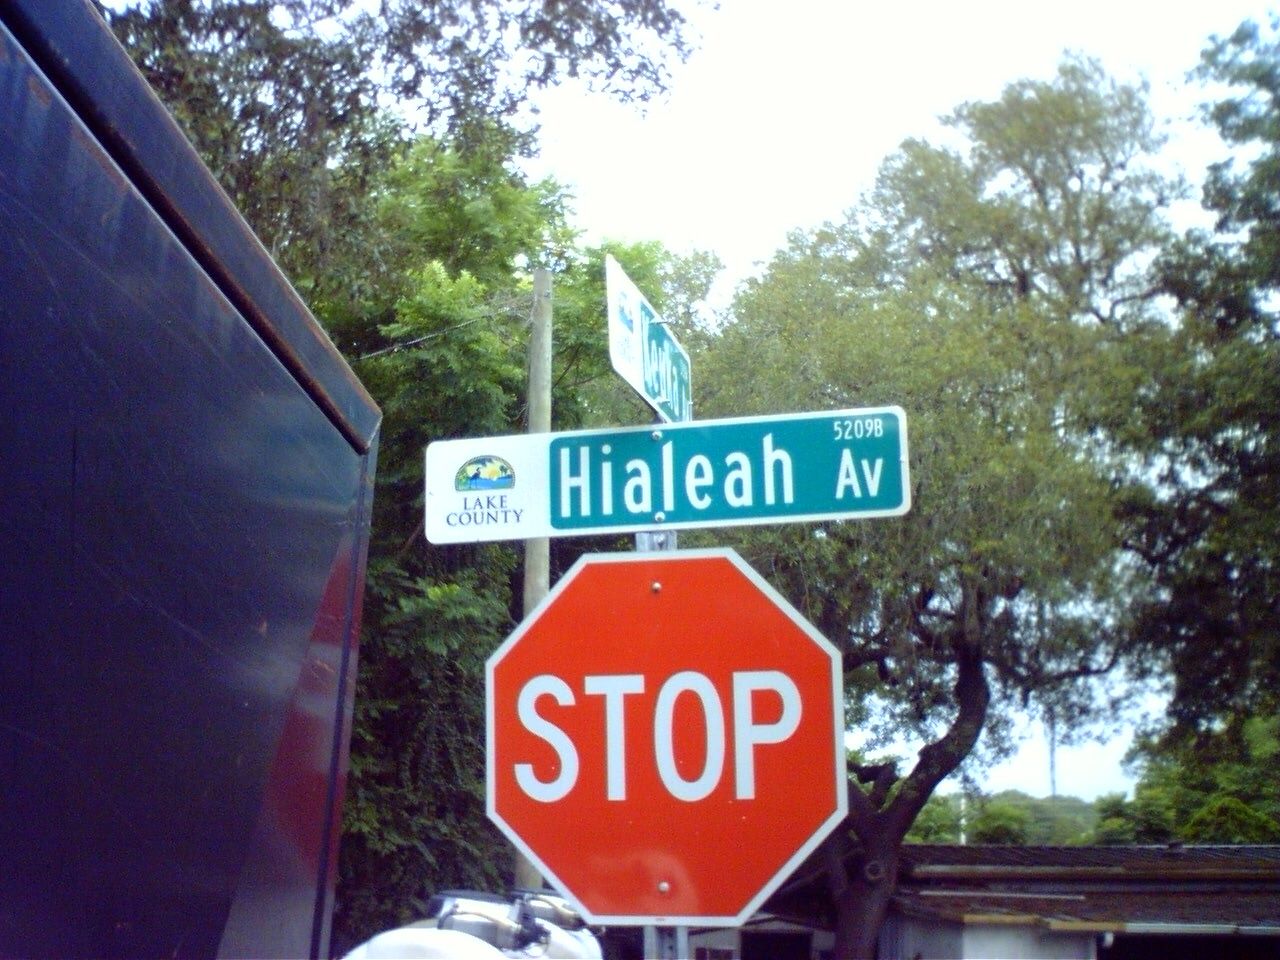 5209B
Hialeah Av
LAKE
COUNTY
STOP